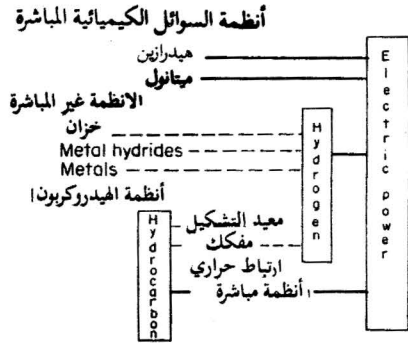 أنظمة السوائل الكيميائية المباشرة
هيدرازين
ميتانول
Electric power
الانظمة غير المباشرة
خزان
Metal hydrides
Metals
Hydrogen
أنظمة الهيدروكربون
معيد التشكيل
مفكك
ارتباط حراري
أنظمة مباشرة
Hydrocarbon